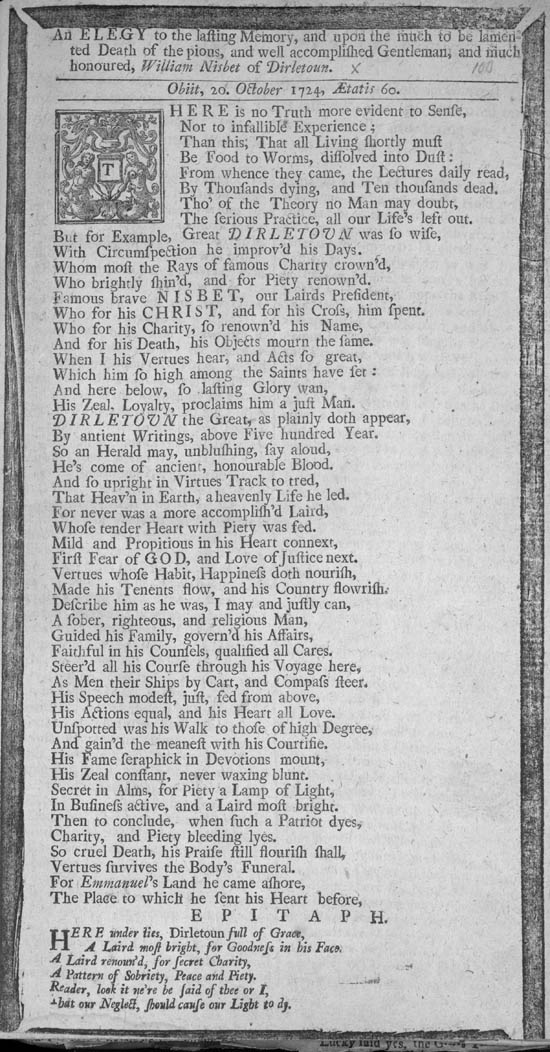 An ELEGY to the laſting Memory, and upon the much to be lamen-
ted Death of the pious, and well accompliſhed Gentleman, and much
honoured, William Nisbet of Dirletoun. x 100
Obiit, 20. October 1724, Ætatis 60.
THERE is no Truth more evident to Senſe,
Nor to infallible Experience;
Than this; That all Living ſhortly muſt
Be Food to Worms, diſſolved into Duſt:
From whence they came, the Lectures daily read,
By Thouſands dying, and Ten thouſands dead.
Tho' of the Theory no Man may doubt,
The ſerious Practice, all our Life's left out.
But for Example, Great DIRLETOVN was ſo wiſe,
With Circumſpection he improv'd his Days.
Whom moſt the Rays of famous Charity crown'd,
Who brightly ſhin'd, and for Piety renown'd.
Famous brave NISBET, our Lairds Preſident,
Who for his CHRIST, and for his Croſs, him ſpent.
Who for his Charity, ſo renown'd his Name,
And for his Death, his Objects mourn the ſame.
When I his Vertues hear, and Acts ſo great,
Which him ſo high among the Saints have ſet:
And here below, ſo laſting Glory wan,
His Zeal. Loyalty, proclaims him a juſt Man.
DIRLETOVN the Great, as plainly doth appear,
By antient Writings, above Five hundred Year.
So an Herald may, unbluſhing, ſay aloud,
He's come of ancient, honourable Blood.
And ſo upright in Virtues Track to tred,
That Heav'n in Earth, a heavenly Life he led.
For never was a more accompliſh'd Laird,
Whoſe tender Heart with Piety was fed.
Mild and Propitious in his Heart connext,
Firſt Fear of GOD, and Love of Juſtice next.
Vertues whoſe Habit, Happineſs doth nouriſh,
Made his Tenents flow, and his Country flowriſh.
Deſcribe him as he was, I may and juſtly can,
A ſober, righteous, and religious Man,
Guided his Family, govern'd his Affairs,
Faithful in his Counſels, qualified all Cares.
Steer'd all his Courſe through his Voyage here,
As Men their Ships by Cart, and Compaſs ſteer.
His Speech modeſt, juſt, fed from above,
His Actions equal, and his Heart all Love.
Unſpotted was his Walk to thoſe of high Degree,
And gain'd the meaneſt with his Courtiſie.
His Fame ſeraphick in Devotions mount,
His Zeal conſtant, never waxing blunt.
Secret in Alms, for Piety a Lamp of Light,
In Buſineſs active, and a Laird moſt bright.
Then to conclude, when ſuch a Patriot dyes,
Charity, and Piety bleeding lyes.
So cruel Death, his Praiſe ſtill flouriſh ſhall,
Vertues ſurvives the Body's Funeral.
For Emmanuel's Land he came aſhore,
The Place to which he ſent his Heart before,
EPITAPH.
HERE under lies, Dirletoun full of Grace,
A Laird moſt bright, for Goodneſs in his Face.
A Laird renoun'd, for ſecret Charity,
A Pattern of Sobriety, Peace and Piety.
Reader, look it ne're be ſaid of thee or I,
That our Neglect, ſhould cauſe our Light to dy.